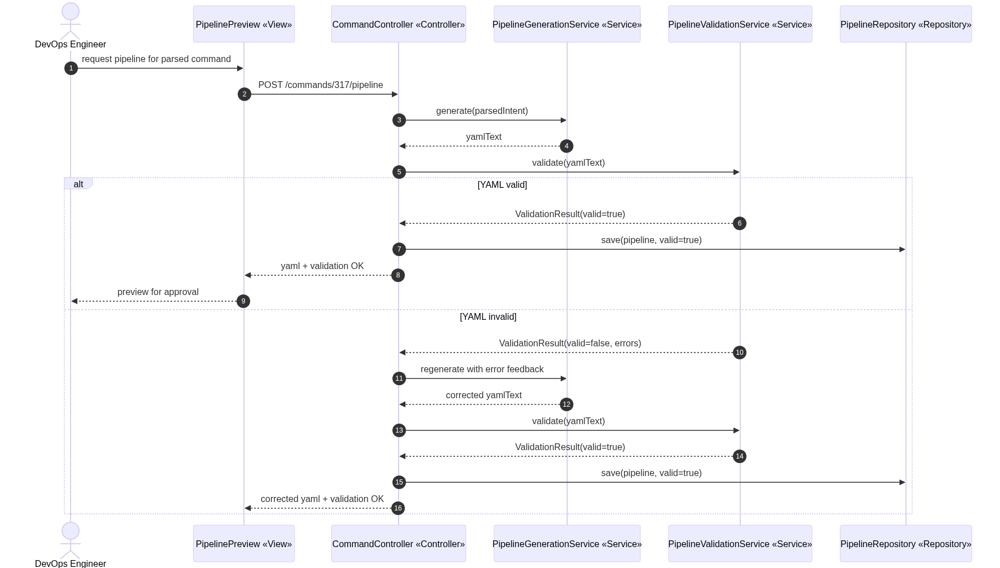 DevOps Engineer
PipelinePreview «View»
CommandController «Controller»
PipelineGenerationService «Service»
PipelineValidationService «Service»
PipelineRepository «Repository»
request pipeline for parsed command
1
POST /commands/317/pipeline
2
generate(parsedIntent)
3
yamlText
4
validate(yamlText)
5
alt
[YAML valid]
ValidationResult(valid=true)
6
save(pipeline, valid=true)
7
yaml + validation OK
8
preview for approval
9
[YAML invalid]
ValidationResult(valid=false, errors)
10
regenerate with error feedback
11
corrected yamlText
12
validate(yamlText)
13
ValidationResult(valid=true)
14
save(pipeline, valid=true)
15
corrected yaml + validation OK
16
PipelinePreview «View»
CommandController «Controller»
PipelineGenerationService «Service»
PipelineValidationService «Service»
PipelineRepository «Repository»
DevOps Engineer